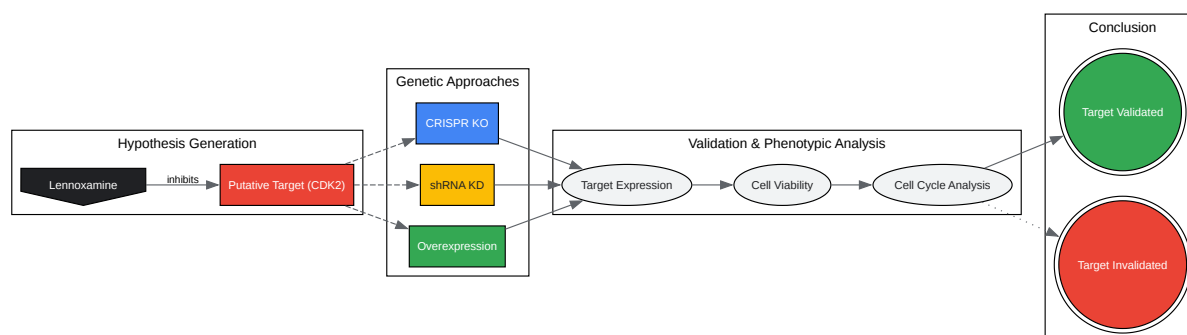 Hypothesis Generation
Lennoxamine
inhibits
Putative Target (CDK2)
Genetic Approaches
CRISPR KO
shRNA KD
Overexpression
Validation & Phenotypic Analysis
Target Expression
Cell Viability
Cell Cycle Analysis
Conclusion
Target Validated
Target Invalidated